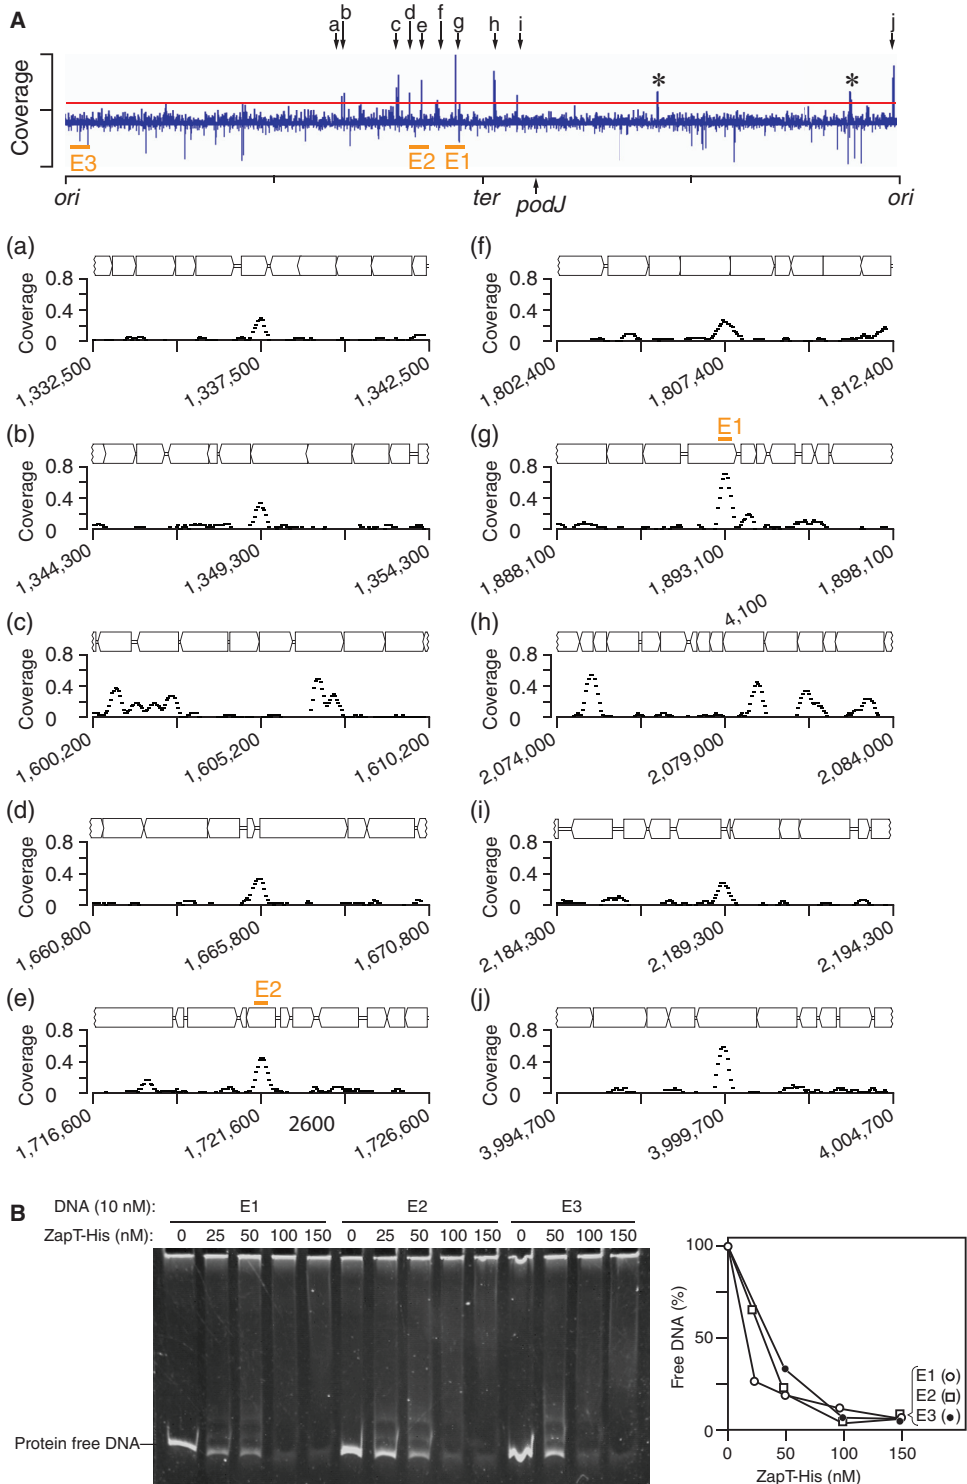 A
a b c d e f g h i j
Coverage
* *
E3 E2 E1
ori ter podJ ori
(a)
Coverage
0.8
0.4
0
1,332,500 1,337,500 1,342,500
(f)
Coverage
0.8
0.4
0
1,802,400 1,807,400 1,812,400
(b)
Coverage
0.8
0.4
0
1,344,300 1,349,300 1,354,300
(g)
E1
Coverage
0.8
0.4
0
1,888,100 1,893,100 1,898,100
4,100
(c)
Coverage
0.8
0.4
0
1,600,200 1,605,200 1,610,200
(h)
Coverage
0.8
0.4
0
2,074,000 2,079,000 2,084,000
(d)
Coverage
0.8
0.4
0
1,660,800 1,665,800 1,670,800
(i)
Coverage
0.8
0.4
0
2,184,300 2,189,300 2,194,300
(e)
E2
Coverage
0.8
0.4
0
1,716,600 1,721,600 1,726,600
2600
(j)
Coverage
0.8
0.4
0
3,994,700 3,999,700 4,004,700
B
DNA (10 nM): E1 E2 E3
ZapT-His (nM): 0 25 50 100 150 0 25 50 100 150 0 50 100 150
Protein free DNA
Free DNA (%)
100
50
0
E1 (○)
E2 (□)
E3 (●)
0 50 100 150
ZapT-His (nM)